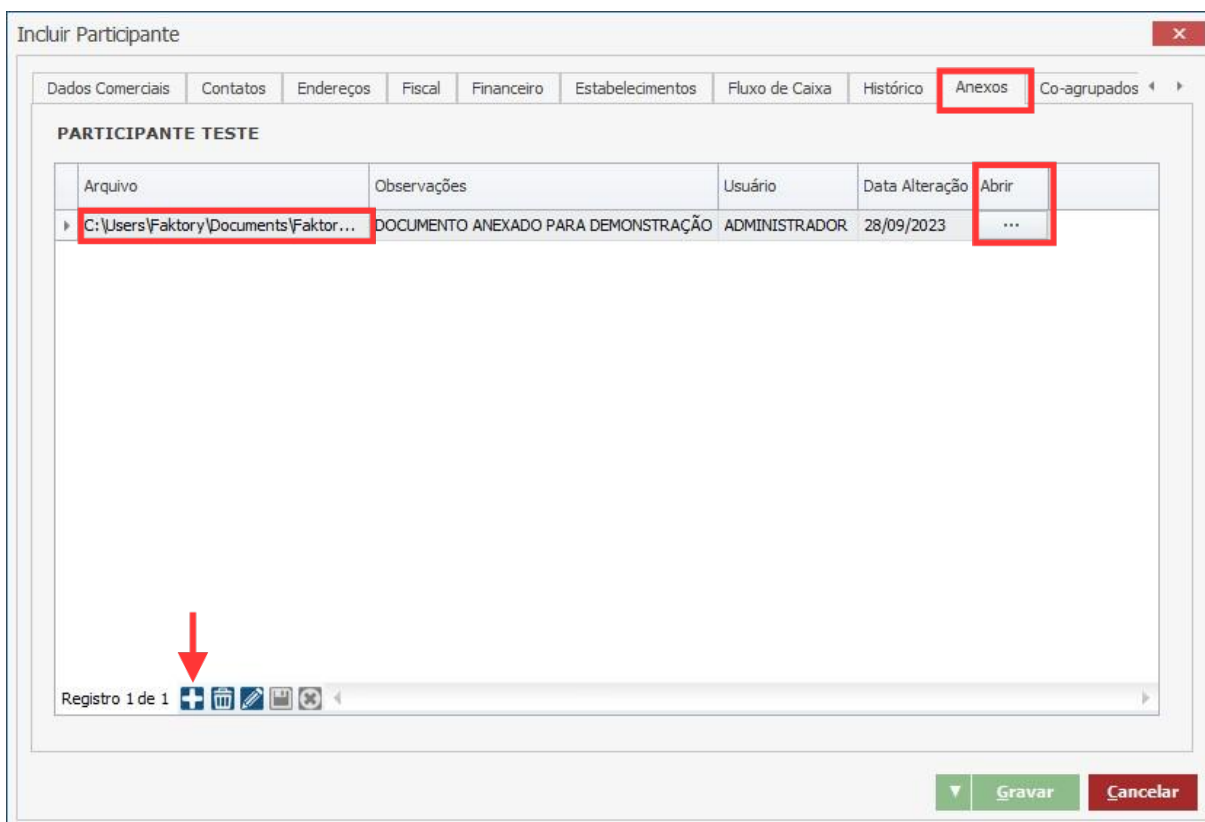 Incluir Participante
Dados Comerciais Contatos Endereços Fiscal Financeiro Estabelecimentos Fluxo de Caixa Histórico Anexos Co-agrupados
PARTICIPANTE TESTE
Arquivo Observações Usuário Data Alteração Abrir
C:\Users\Faktory\Documents\Faktor... DOCUMENTO ANEXADO PARA DEMONSTRAÇÃO ADMINISTRADOR 28/09/2023 ...
Registro 1 de 1
Gravar Cancelar